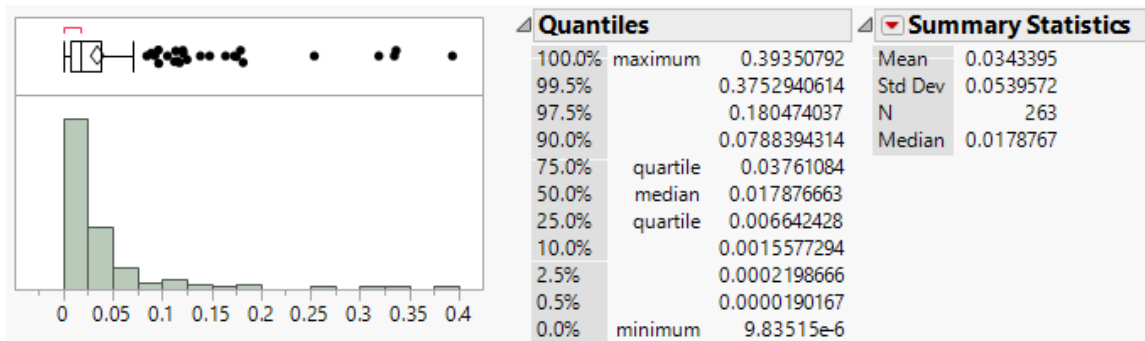 Quantiles
100.0% maximum 0.39350792
99.5% 0.3752940614
97.5% 0.180474037
90.0% 0.0788394314
75.0% quartile 0.03761084
50.0% median 0.017876663
25.0% quartile 0.006642428
10.0% 0.0015577294
2.5% 0.0002198666
0.5% 0.0000190167
0.0% minimum 9.83515e-6
Summary Statistics
Mean 0.0343395
Std Dev 0.0539572
N 263
Median 0.0178767
0 0.05 0.1 0.15 0.2 0.25 0.3 0.35 0.4